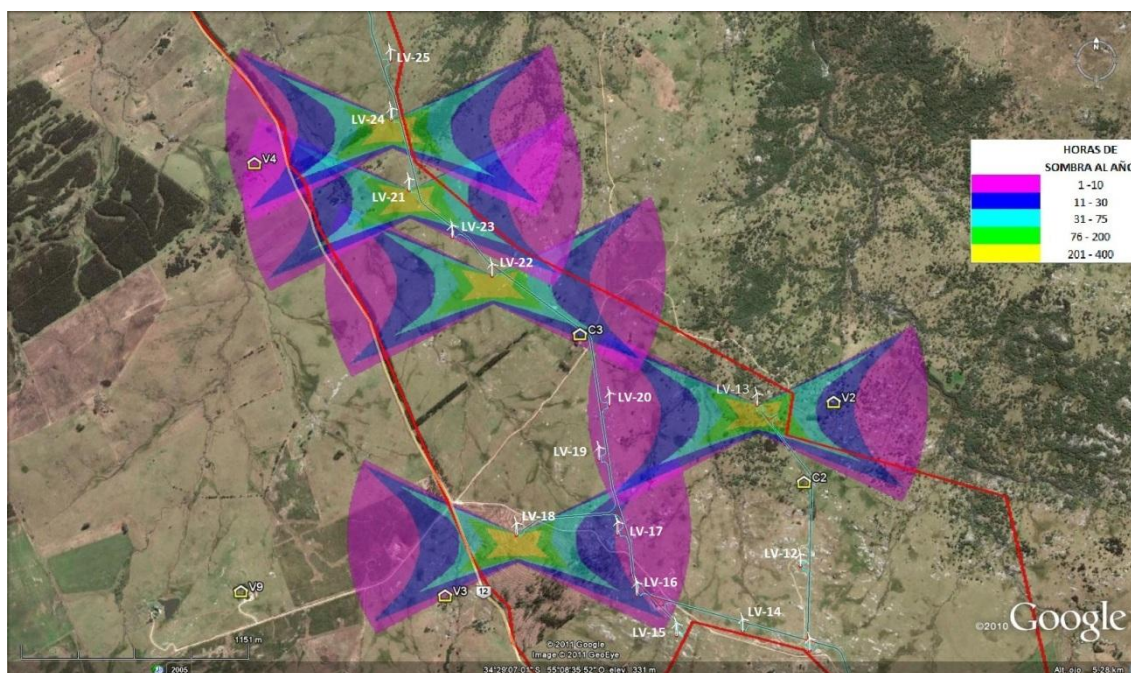 LV-25
LV-24
V4
HORAS DE
SOMBRA AL AÑO
1 -10
11 - 30
31 - 75
76 - 200
201 - 400
LV-21
LV-23
LV-22
C3
LV-13
LV-20
V2
LV-19
C2
LV-18
LV-17
LV-12
LV-16
V9
V3
12
LV-14
LV-15
©2010 Google
1151 m
© 2011 Google
Image © 2011 GeoEye
2005
34°29'07.01" S 55°08'35.52" O elev. 331 m
Alt. ojo 5.28 km
N